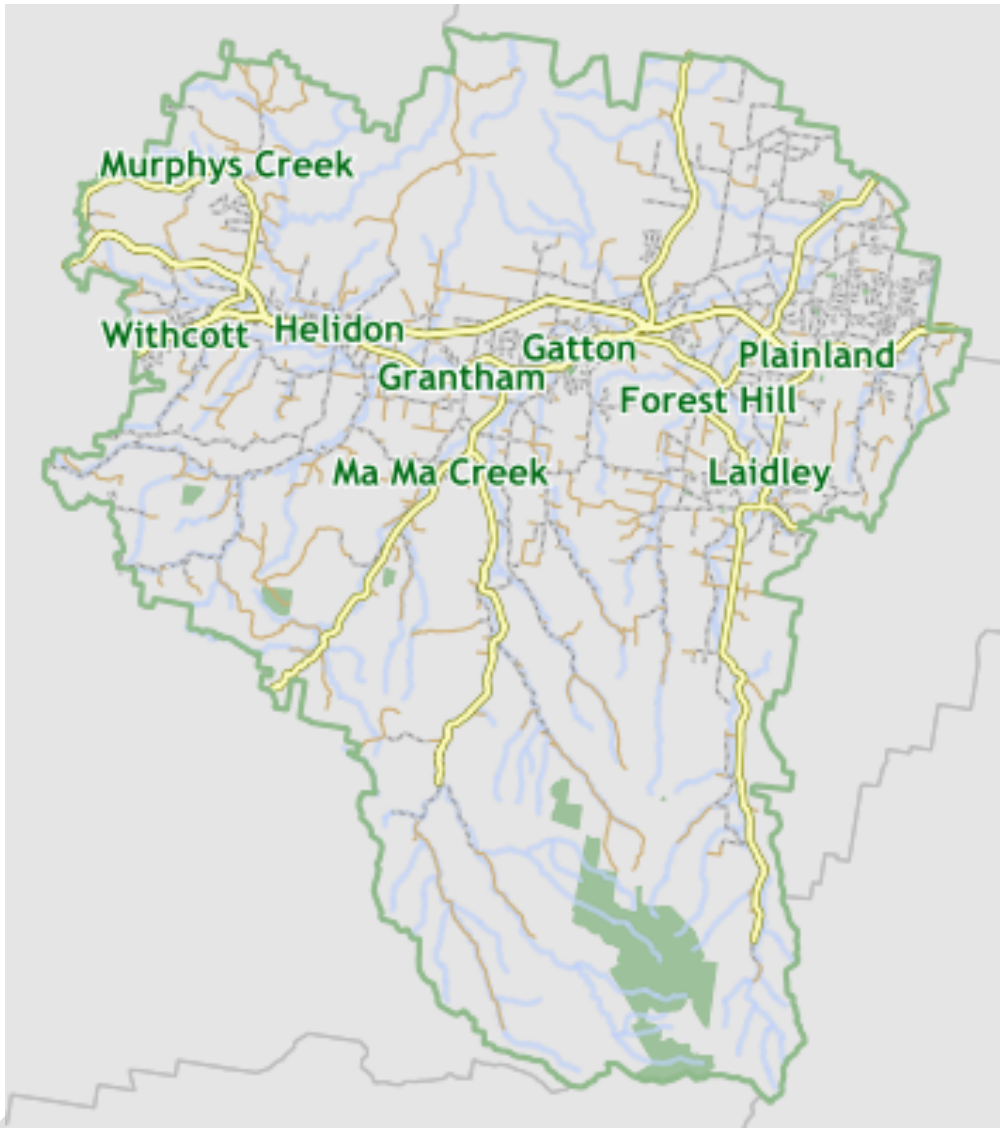 Murphys Creek
Withcott
Helidon
Gatton
Plainland
Grantham
Forest Hill
Ma Ma Creek
Laidley